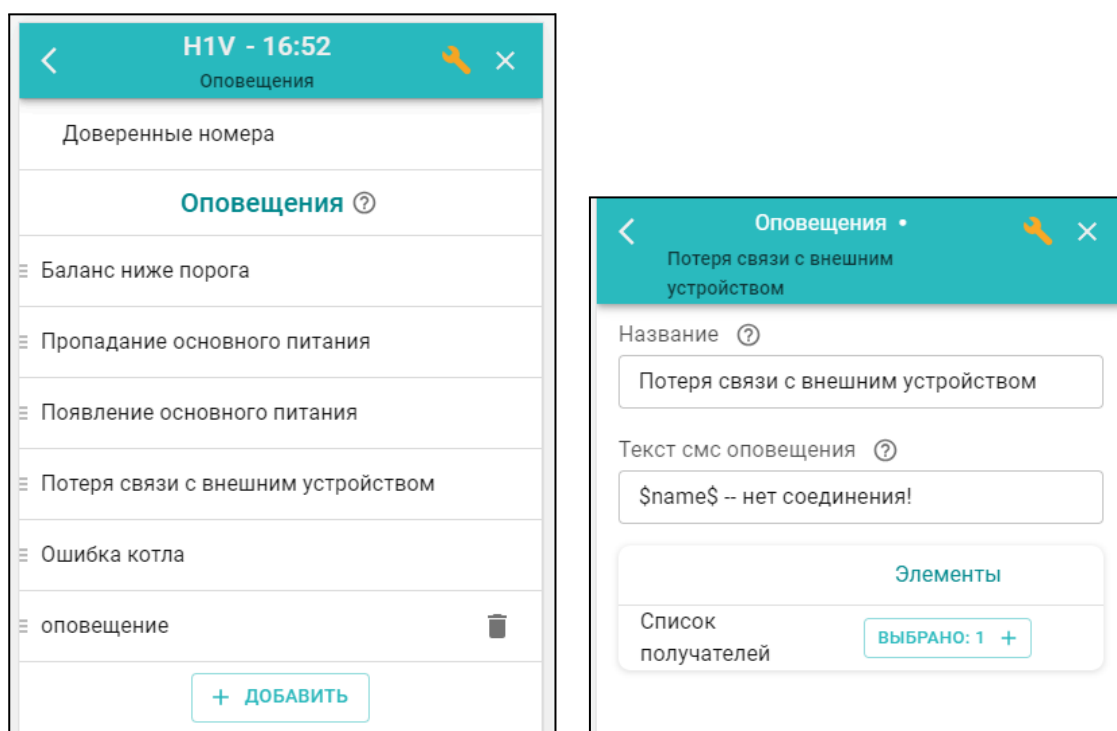 H1V - 16:52
Оповещения
Доверенные номера
Оповещения
Баланс ниже порога
Пропадание основного питания
Появление основного питания
Потеря связи с внешним устройством
Ошибка котла
оповещение
+ ДОБАВИТЬ
Оповещения •
Потеря связи с внешним
устройством
Название
Потеря связи с внешним устройством
Текст смс оповещения
$name$ -- нет соединения!
Элементы
Список
получателей
ВЫБРАНО: 1 +